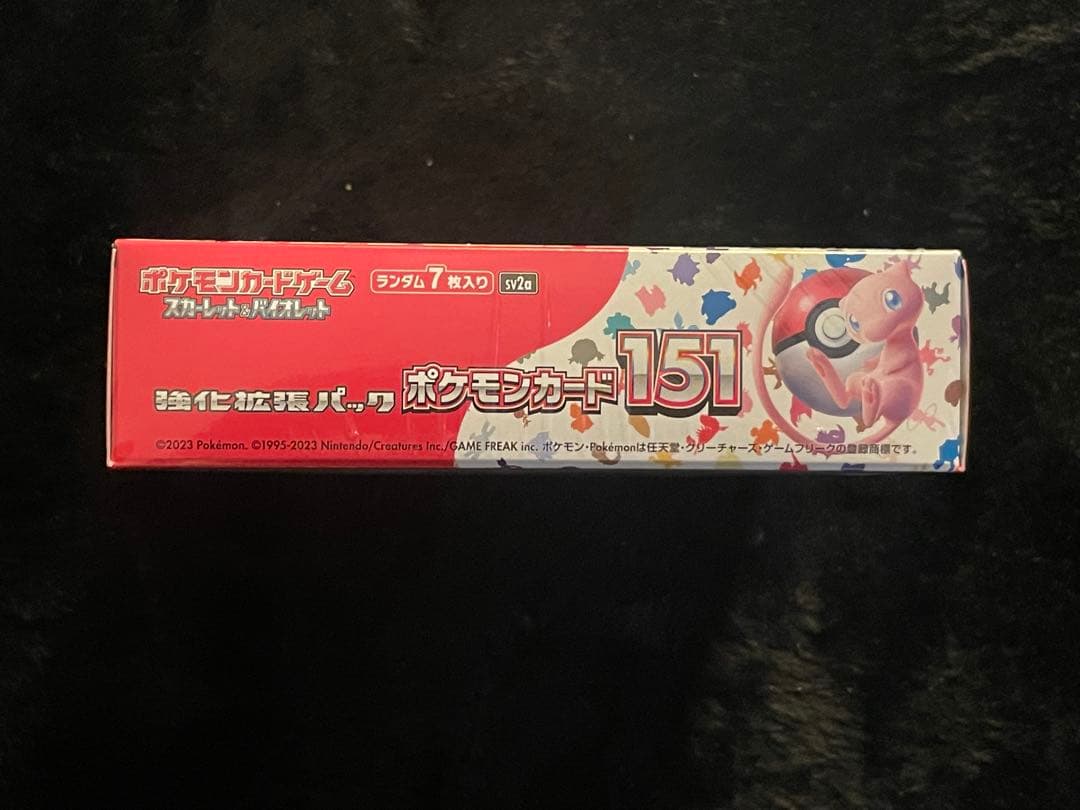 ポケモンカードゲーム
スカーレット&バイオレット
ランダム7枚入り
SV2a
強化拡張パック
ポケモンカード151
©2023 Pokémon. ©1995-2023 Nintendo/Creatures Inc./GAME FREAK inc. ポケモン・Pokémonは任天堂・クリーチャーズ・ゲームフリークの登録商標です。